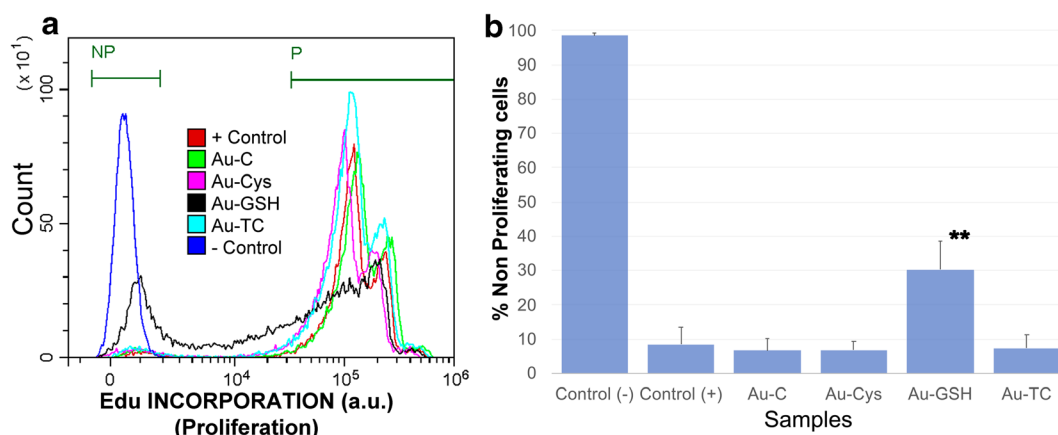 a
NP
P
(x 10¹)
100
50
0
Count
+ Control
Au-C
Au-Cys
Au-GSH
Au-TC
- Control
0
10⁴
10⁵
10⁶
Edu INCORPORATION (a.u.)
(Proliferation)
b
% Non Proliferating cells
100
90
80
70
60
50
40
30
20
10
0
**
Control (-)
Control (+)
Au-C
Au-Cys
Au-GSH
Au-TC
Samples